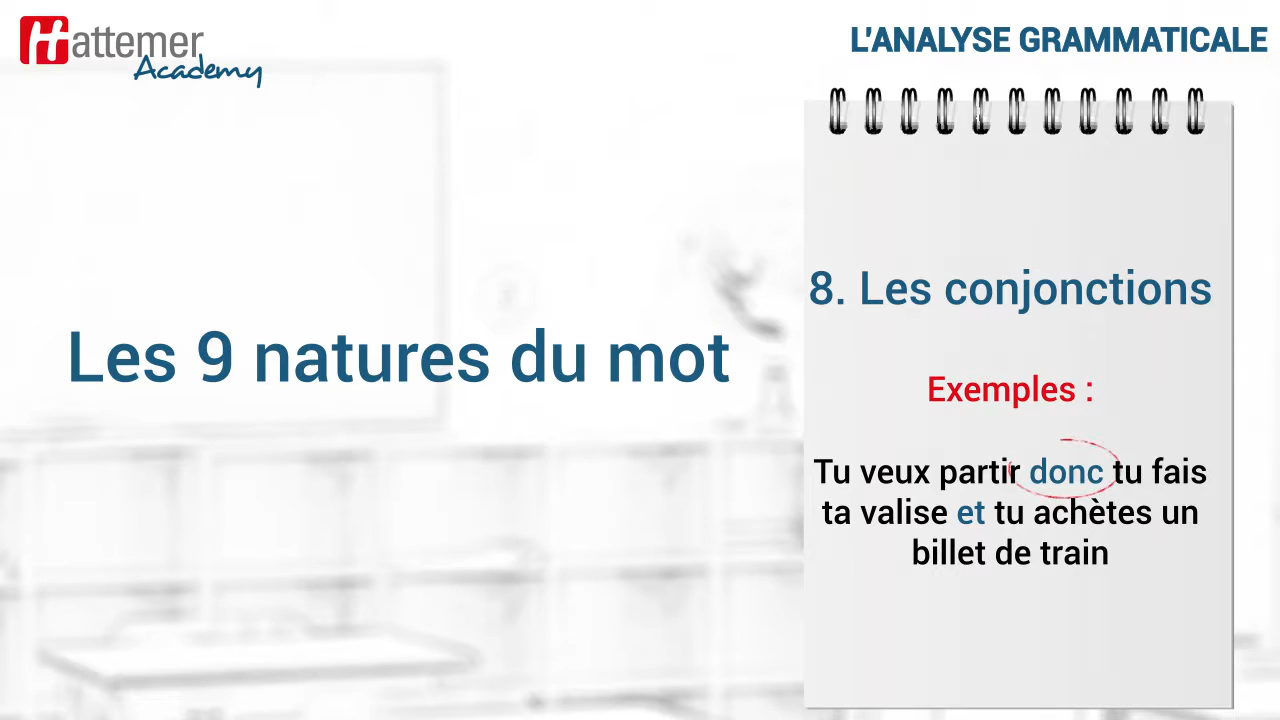 Hattemer
Academy
L'ANALYSE GRAMMATICALE
Les 9 natures du mot
8. Les conjonctions
Exemples :
Tu veux partir donc tu fais
ta valise et tu achètes un
billet de train